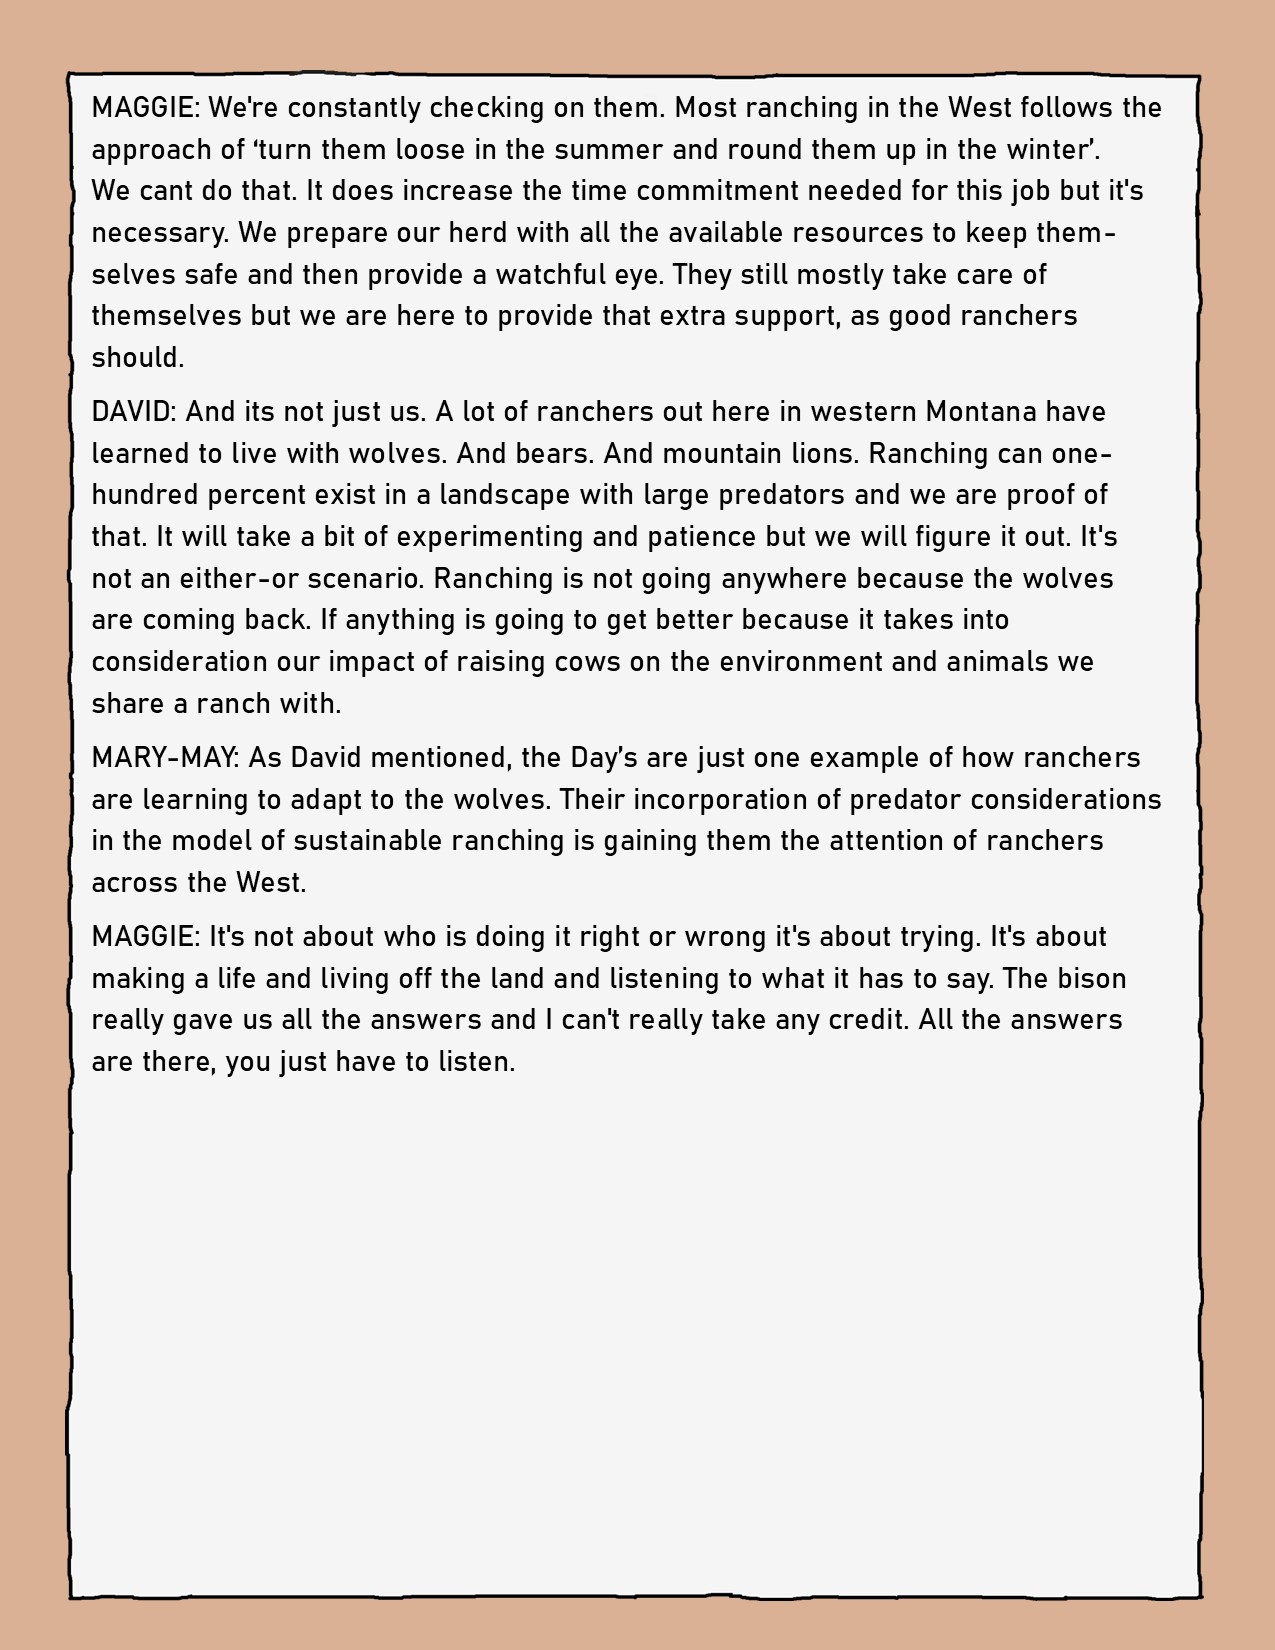 MAGGIE: We're constantly checking on them. Most ranching in the West follows the
approach of ‘turn them loose in the summer and round them up in the winter’.
We cant do that. It does increase the time commitment needed for this job but it's
necessary. We prepare our herd with all the available resources to keep them-
selves safe and then provide a watchful eye. They still mostly take care of
themselves but we are here to provide that extra support, as good ranchers
should.
DAVID: And its not just us. A lot of ranchers out here in western Montana have
learned to live with wolves. And bears. And mountain lions. Ranching can one-
hundred percent exist in a landscape with large predators and we are proof of
that. It will take a bit of experimenting and patience but we will figure it out. It's
not an either-or scenario. Ranching is not going anywhere because the wolves
are coming back. If anything is going to get better because it takes into
consideration our impact of raising cows on the environment and animals we
share a ranch with.
MARY-MAY: As David mentioned, the Day’s are just one example of how ranchers
are learning to adapt to the wolves. Their incorporation of predator considerations
in the model of sustainable ranching is gaining them the attention of ranchers
across the West.
MAGGIE: It's not about who is doing it right or wrong it's about trying. It's about
making a life and living off the land and listening to what it has to say. The bison
really gave us all the answers and I can't really take any credit. All the answers
are there, you just have to listen.